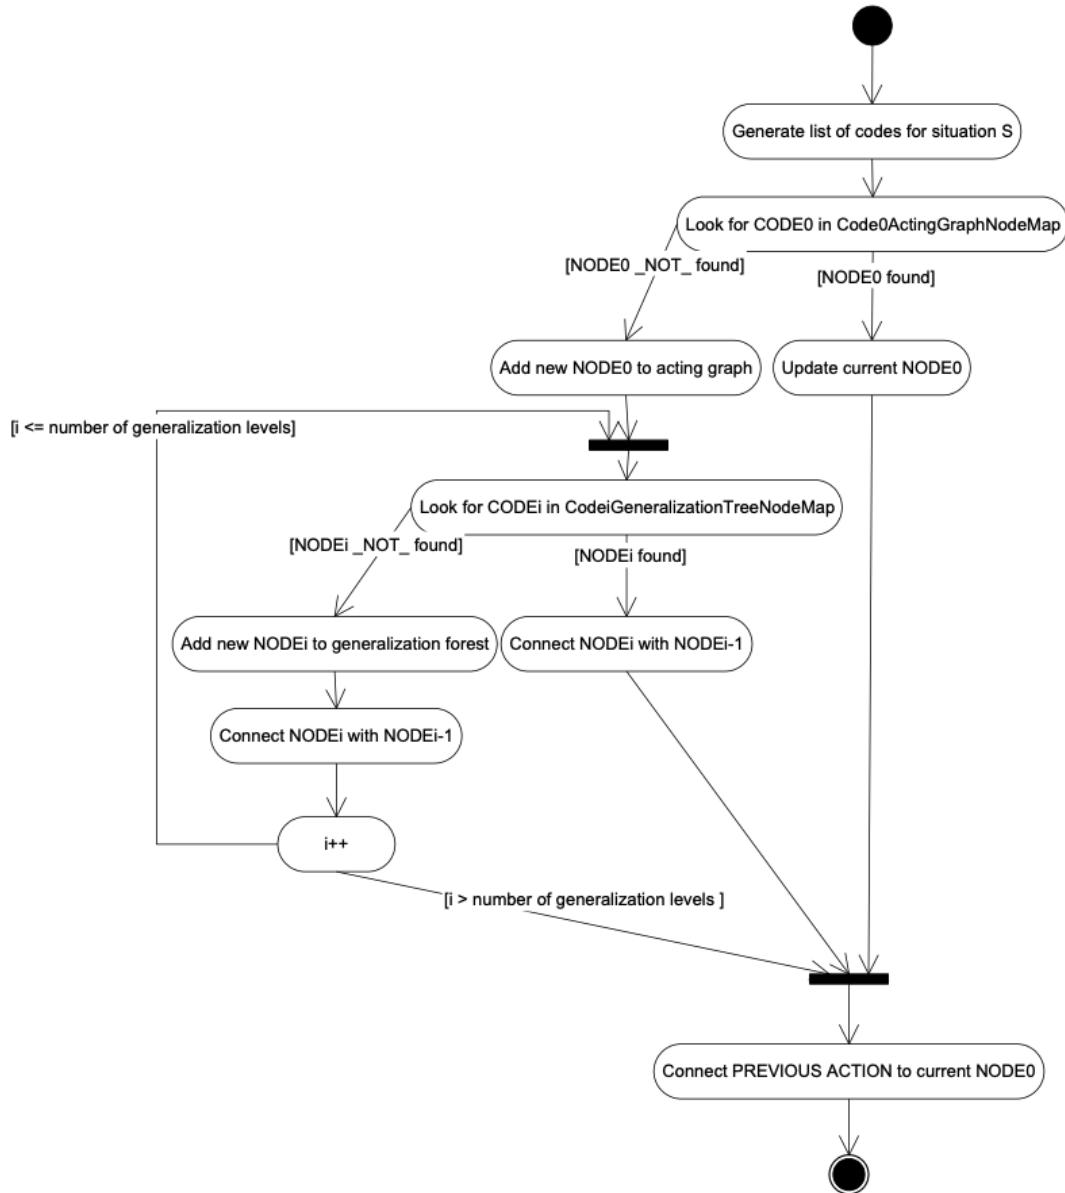 Generate list of codes for situation S
Look for CODE0 in Code0ActingGraphNodeMap
[NODE0 _NOT_ found]
[NODE0 found]
Add new NODE0 to acting graph
Update current NODE0
[i <= number of generalization levels]
Look for CODEi in CodeiGeneralizationTreeNodeMap
[NODEi _NOT_ found]
[NODEi found]
Add new NODEi to generalization forest
Connect NODEi with NODEi-1
Connect NODEi with NODEi-1
i++
[i > number of generalization levels ]
Connect PREVIOUS ACTION to current NODE0